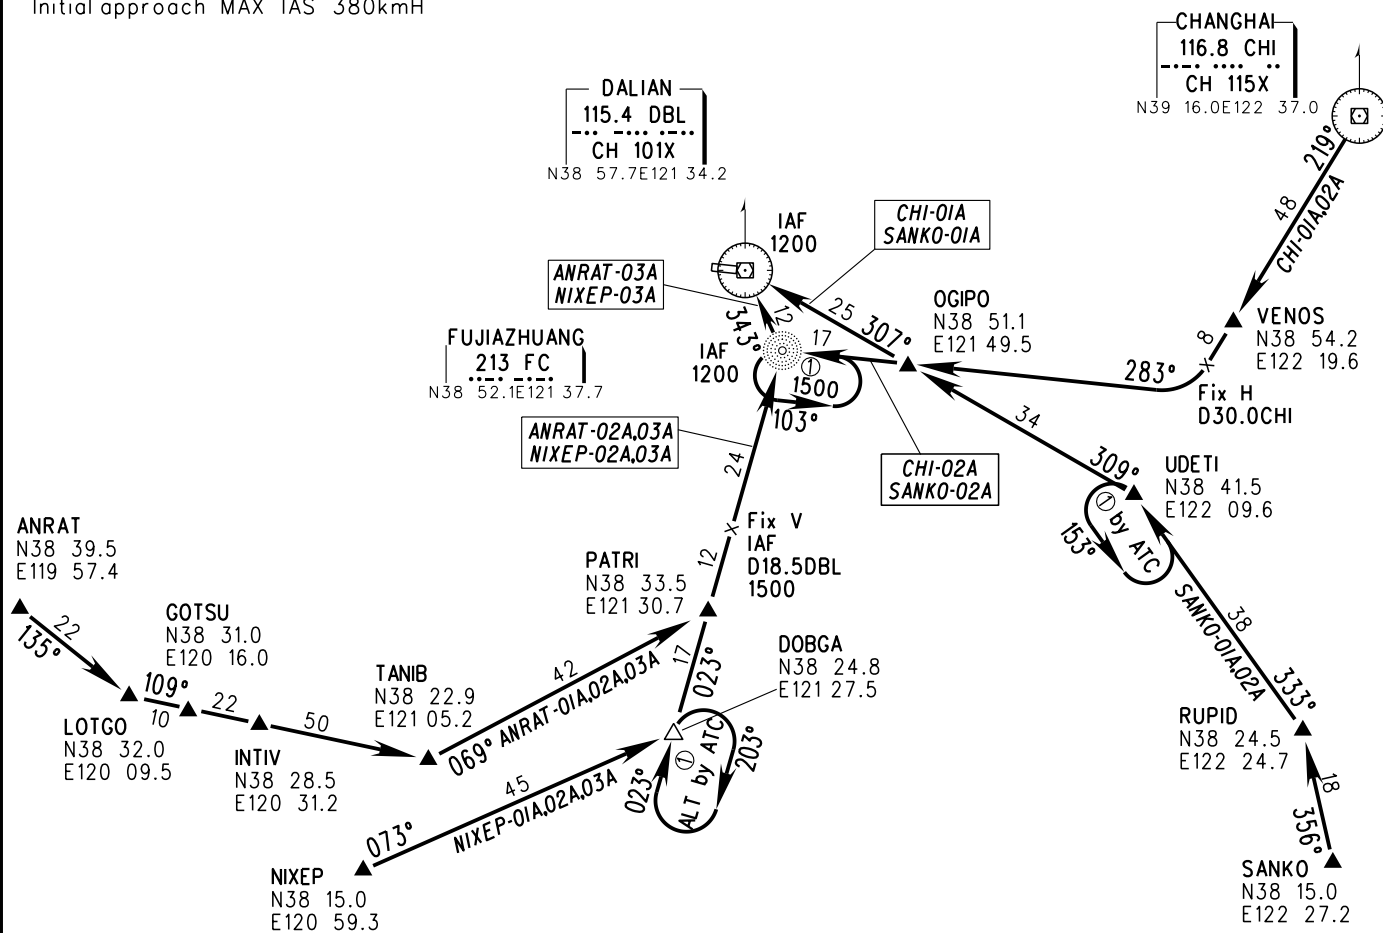 Initial approach MAX IAS 380kmH
CHANGHAI
116.8 CHI
CH 115X
N39 16.0E122 37.0
DALIAN
115.4 DBL
CH 101X
N38 57.7E121 34.2
219°
48
CHI-01A,02A
IAF
1200
CHI-01A
SANKO-01A
ANRAT-03A
NIXEP-03A
12
343°
25
307°
OGIPO
N38 51.1
E121 49.5
VENOS
N38 54.2
E122 19.6
8
FUJIAZHUANG
213 FC
N38 52.1E121 37.7
IAF
1200
17
①
1500
103°
283°
Fix H
D30.0CHI
ANRAT-02A,03A
NIXEP-02A,03A
24
CHI-02A
SANKO-02A
34
309°
UDETI
N38 41.5
E122 09.6
① by ATC
153°
ANRAT
N38 39.5
E119 57.4
22
135°
Fix V
IAF
D18.5DBL
1500
12
PATRI
N38 33.5
E121 30.7
38
SANKO-01A,02A
333°
GOTSU
N38 31.0
E120 16.0
109°
10
22
50
LOTGO
N38 32.0
E120 09.5
INTIV
N38 28.5
E120 31.2
TANIB
N38 22.9
E121 05.2
42
069° ANRAT-01A,02A,03A
17
023°
DOBGA
N38 24.8
E121 27.5
RUPID
N38 24.5
E122 24.7
023°
①
ALT by ATC
203°
45
073°
NIXEP-01A,02A,03A
18
356°
NIXEP
N38 15.0
E120 59.3
SANKO
N38 15.0
E122 27.2